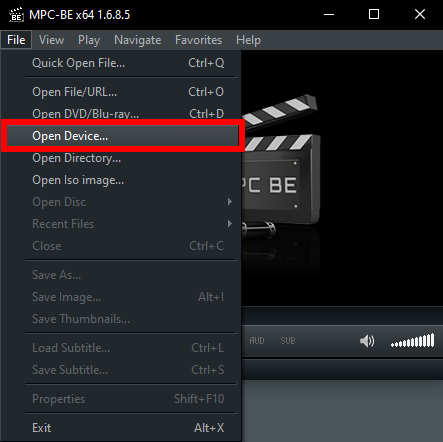 BE
MPC-BE x64 1.6.8.5
File View Play Navigate Favorites Help
Quick Open File... Ctrl+Q
Open File/URL... Ctrl+O
Open DVD/Blu-ray... Ctrl+D
Open Device...
Open Directory...
Open Iso image...
Open Disc
Recent Files
Close Ctrl+C
Save As...
Save Image... Alt+I
Save Thumbnails...
Load Subtitle... Ctrl+L
Save Subtitle... Ctrl+S
Properties Shift+F10
Exit Alt+X
PC BE
AUD SUB